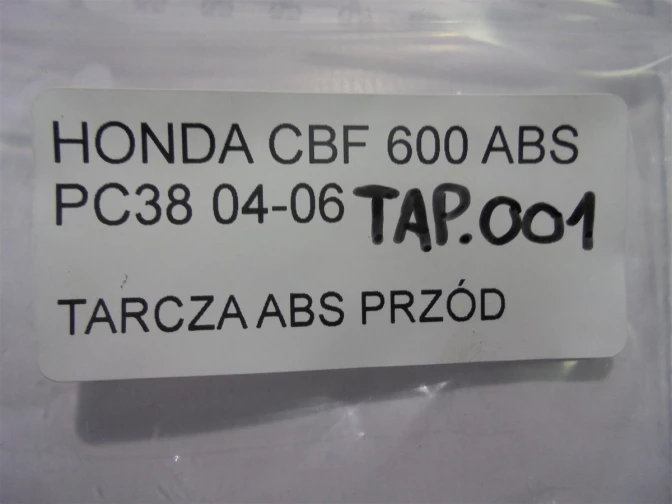 HONDA CBF 600 ABS
PC38 04-06 TAP.001
TARCZA ABS PRZÓD